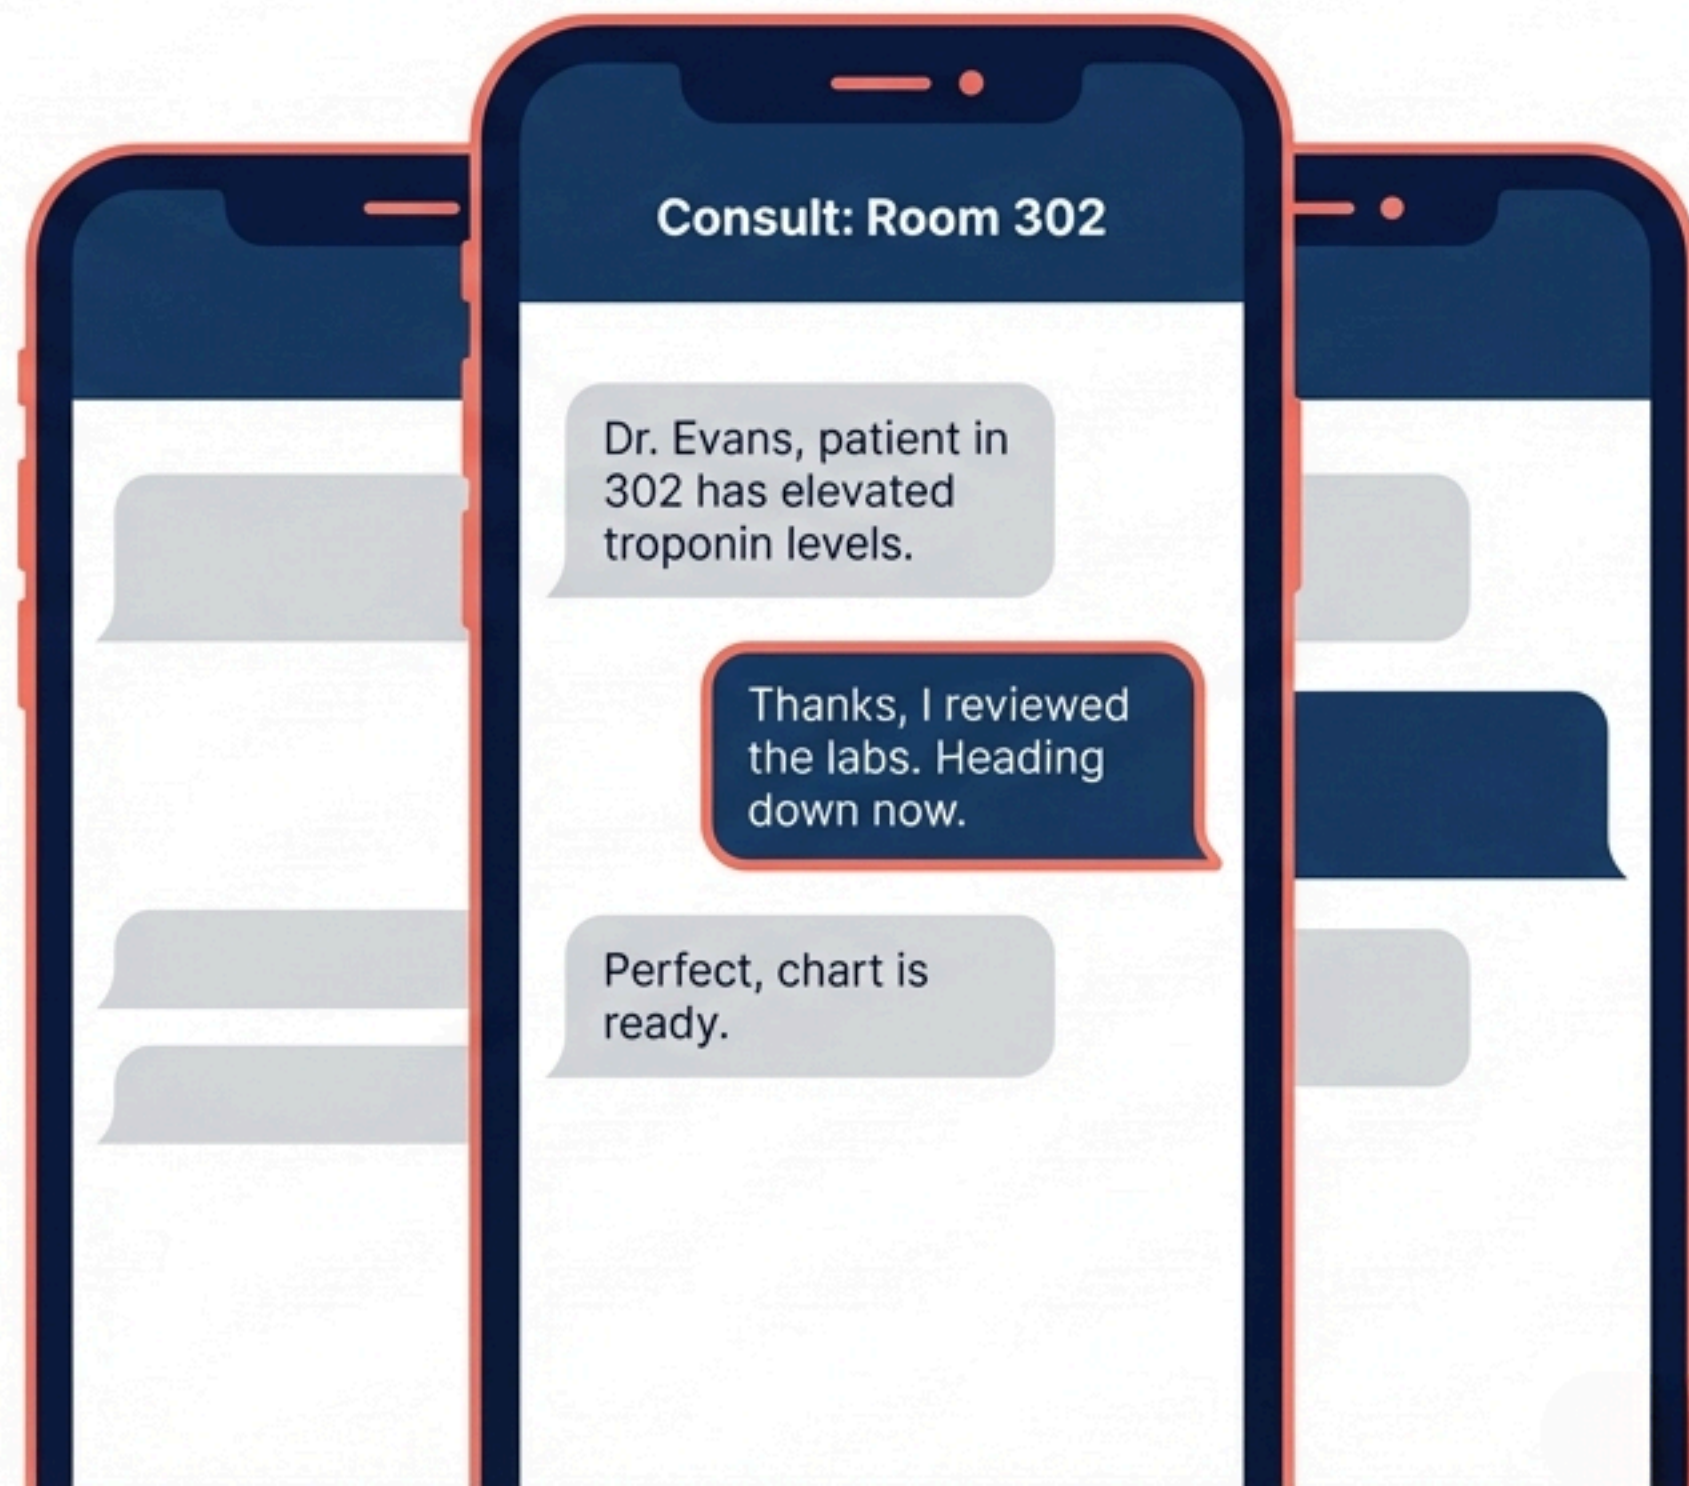 Consult: Room 302
Dr. Evans, patient in
302 has elevated
troponin levels.
Thanks, I reviewed
the labs. Heading
down now.
Perfect, chart is
ready.